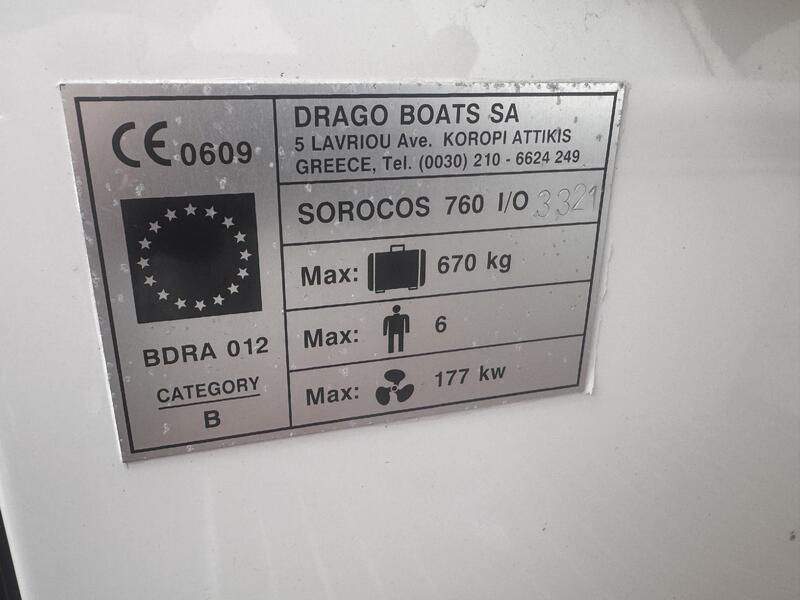 CE 0609
BDRA 012
CATEGORY
B
DRAGO BOATS SA
5 LAVRIOU Ave. KOROPI ATTIKIS
GREECE, Tel. (0030) 210 - 6624 249
SOROCOS 760 I/O 3321
Max: 670 kg
Max: 6
Max: 177 kw